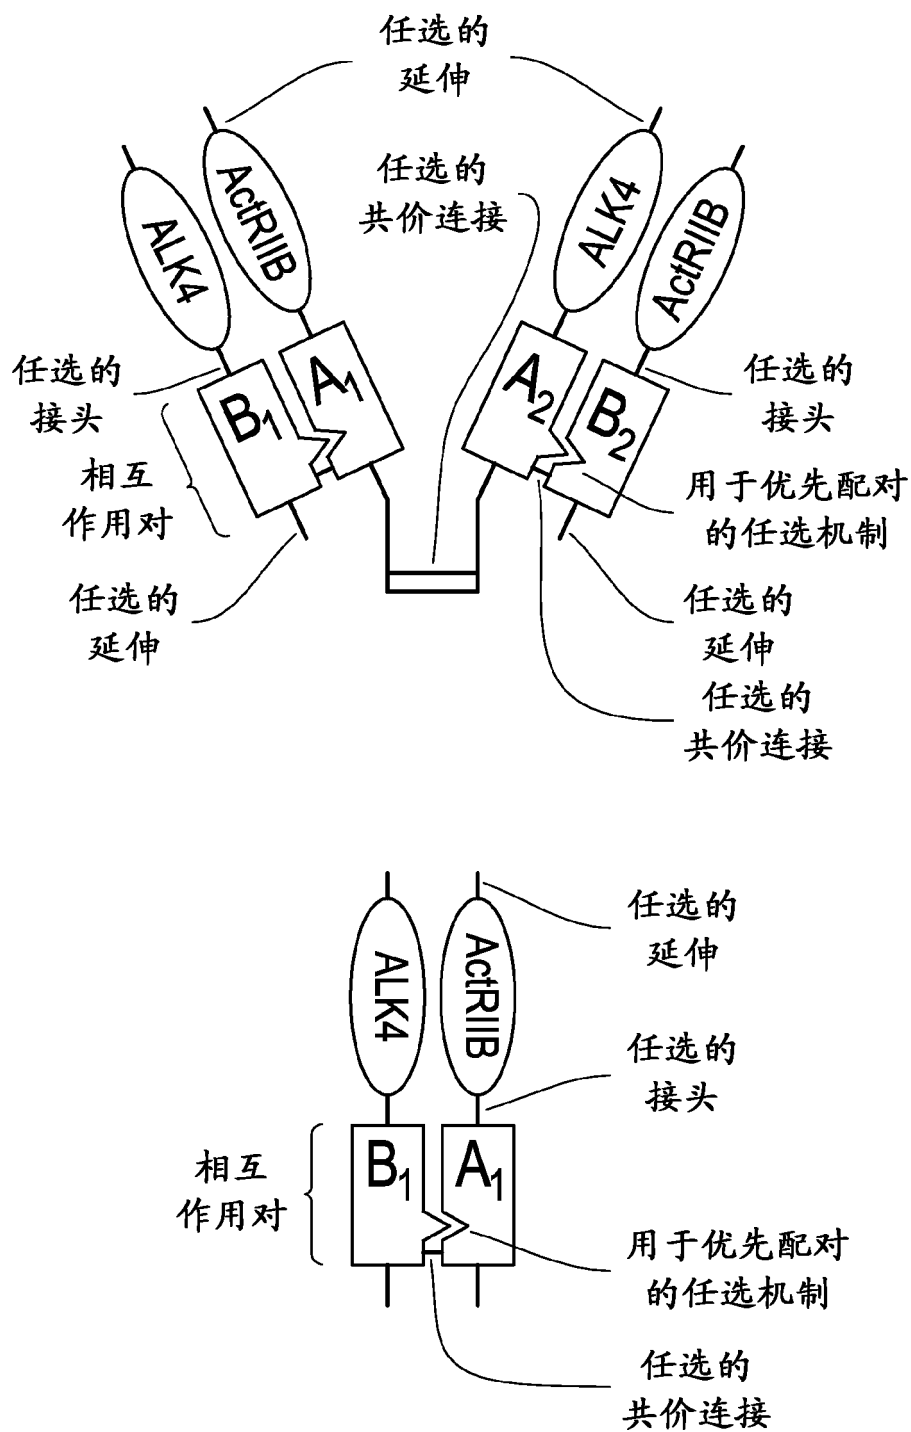 任选的
延伸
任选的
共价连接
ALK4
ActRIIB
ALK4
ActRIIB
任选的
接头
B1
A1
A2
B2
任选的
接头
相互
作用对
用于优先配对
的任选机制
任选的
延伸
任选的
延伸
任选的
共价连接
ALK4
ActRIIB
任选的
延伸
任选的
接头
相互
作用对
B1
A1
用于优先配对
的任选机制
任选的
共价连接